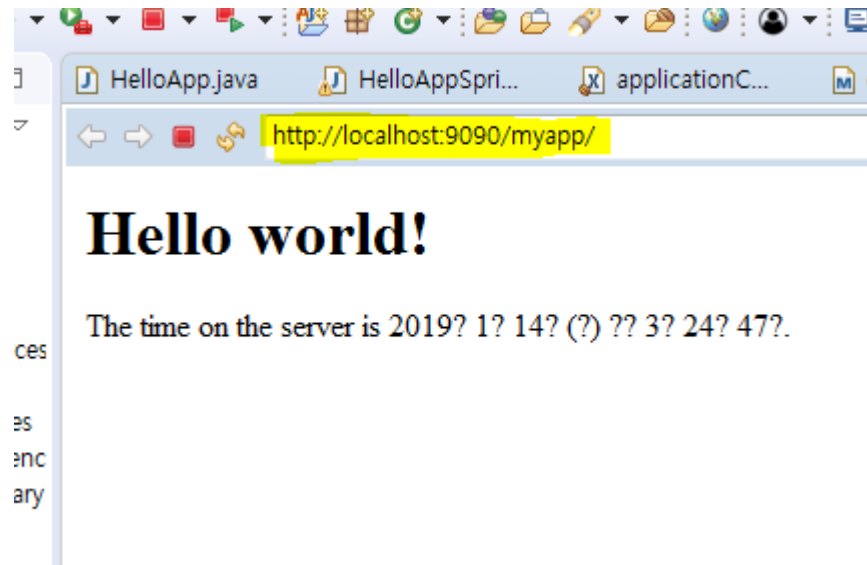 HelloApp.java HelloAppSpri... applicationC...
http://localhost:9090/myapp/
Hello world!
The time on the server is 2019? 1? 14? (?) ?? 3? 24? 47?.
ces
es
enc
ary